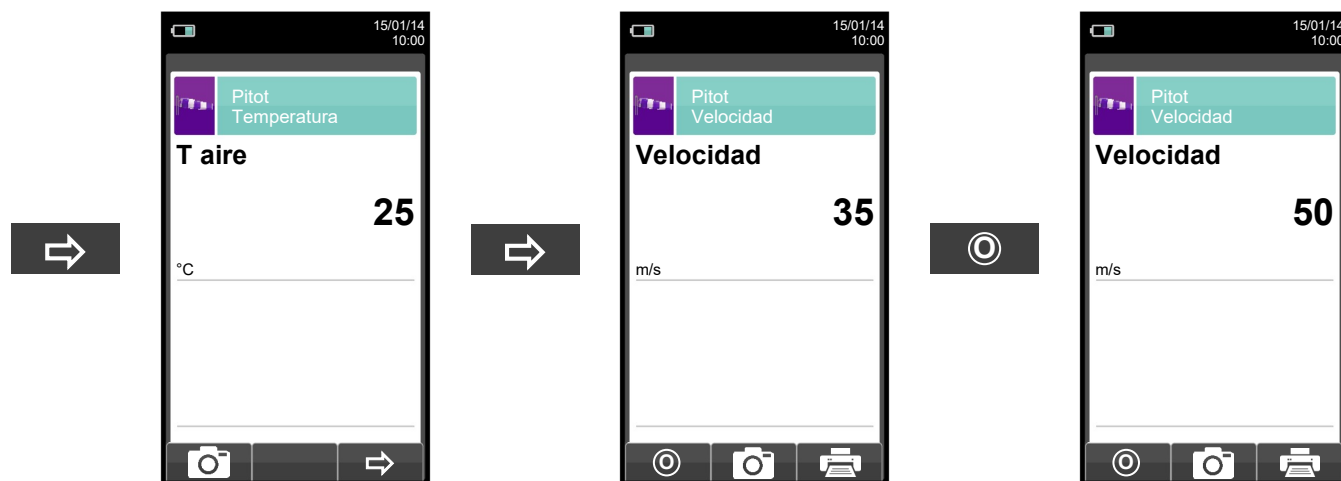 15/01/14
10:00
Pitot
Temperatura
T aire
25
°C
15/01/14
10:00
Pitot
Velocidad
Velocidad
35
m/s
15/01/14
10:00
Pitot
Velocidad
Velocidad
50
m/s